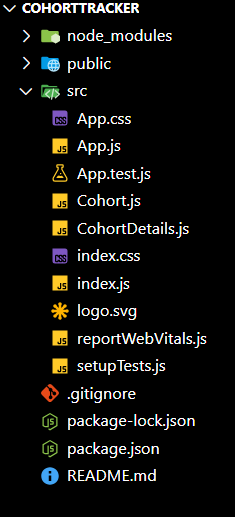 COHORTTRACKER
node_modules
public
src
App.css
App.js
App.test.js
Cohort.js
CohortDetails.js
index.css
index.js
logo.svg
reportWebVitals.js
setupTests.js
.gitignore
package-lock.json
package.json
README.md